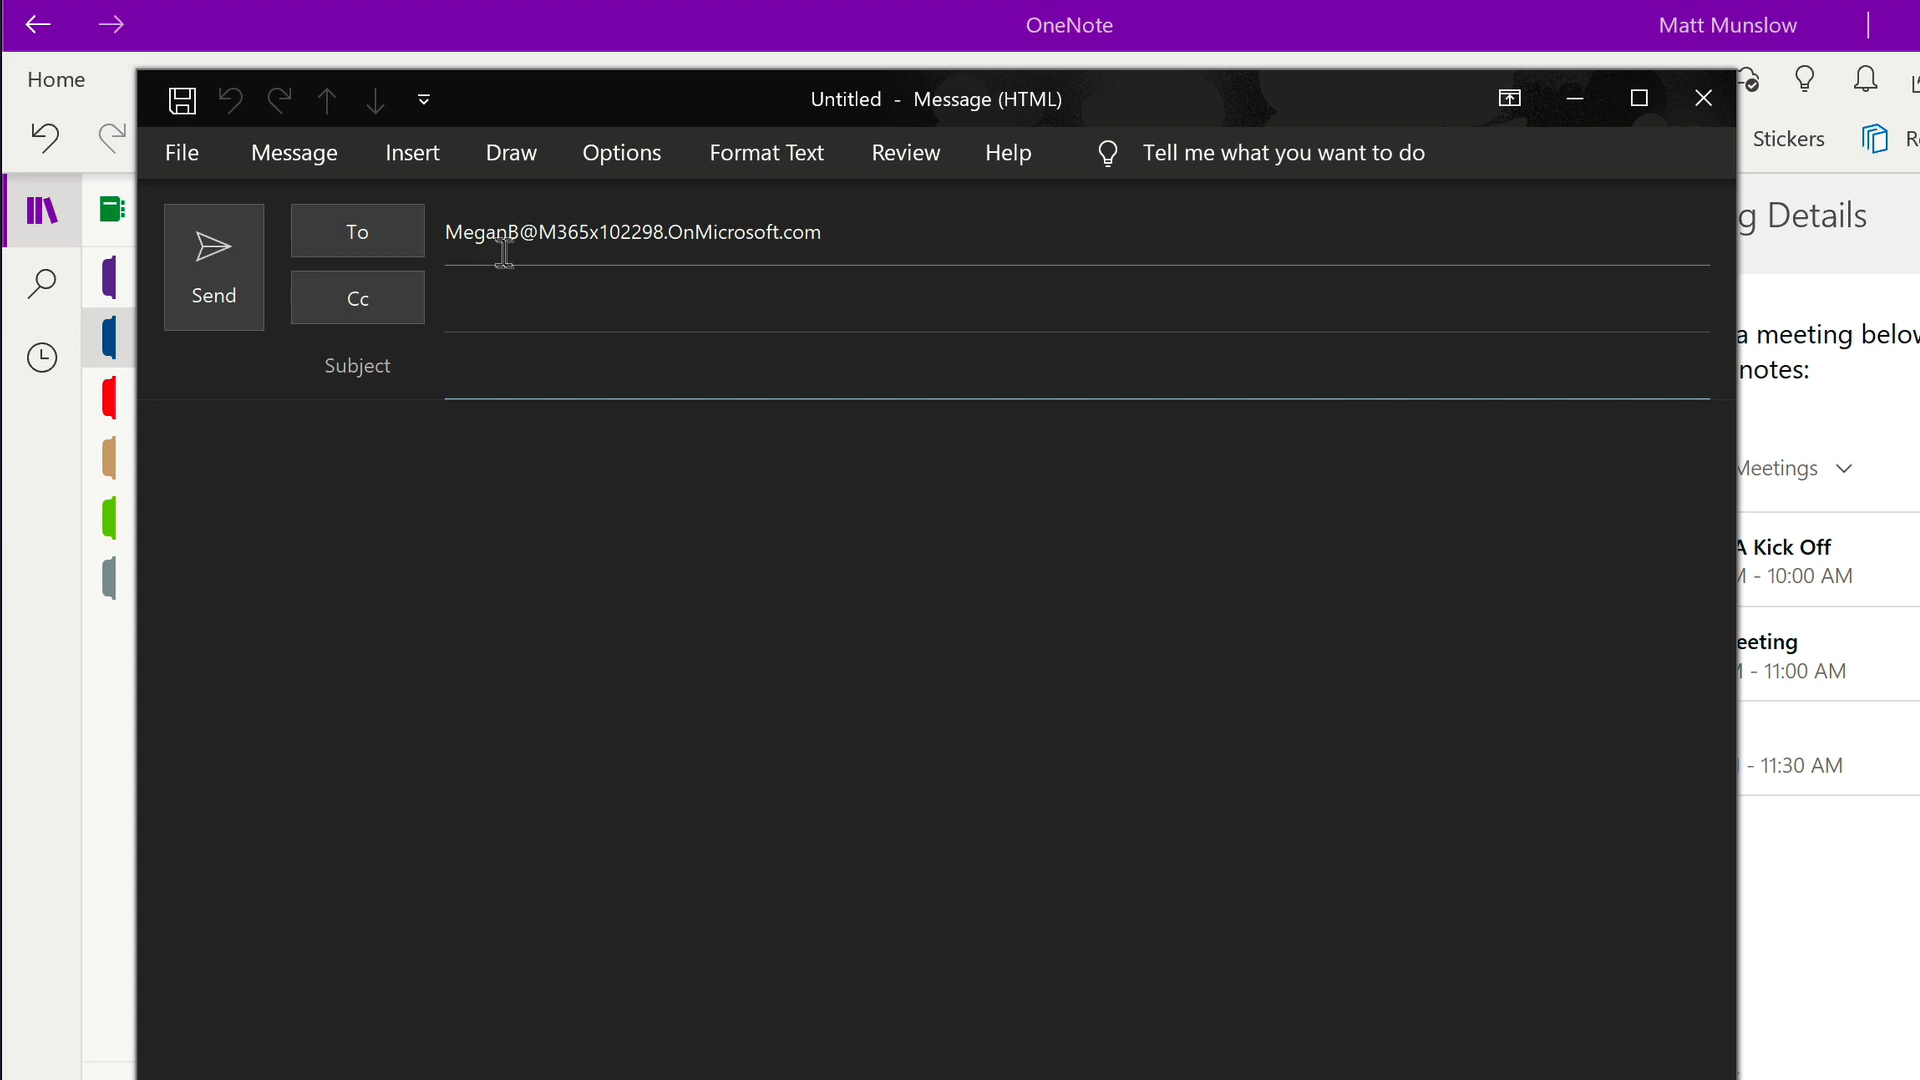 OneNote
Matt Munslow
Home
Untitled - Message (HTML)
File Message Insert Draw Options Format Text Review Help Tell me what you want to do
Stickers
Send
To
MeganB@M365x102298.OnMicrosoft.com
Cc
Subject
g Details
a meeting below
notes:
Meetings
A Kick Off
- 10:00 AM
eeting
- 11:00 AM
- 11:30 AM